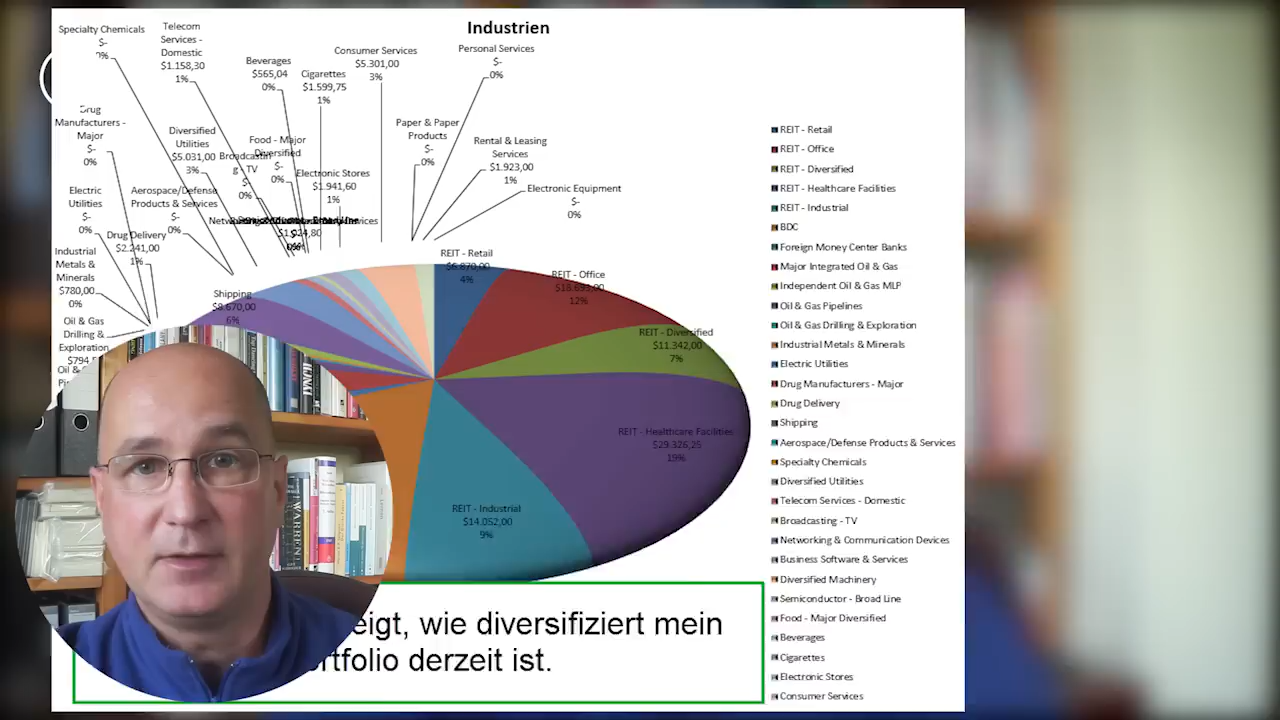 Industrien
Specialty Chemicals
$-
Telecom
Services -
Domestic
$1.158,30
1%
Beverages
$565,04
0%
Cigarettes
$1.599,75
1%
Consumer Services
$5.301,00
3%
Personal Services
$-
0%
Drug
Manufacturers -
Major
$-
0%
Diversified
Utilities
$5.031,00
3%
Food - Major
Diversified
$-
0%
Electronic Stores
$1.941,60
1%
Paper & Paper
Products
$-
0%
Rental & Leasing
Services
$1.923,00
1%
Electronic Equipment
$-
0%
Electric
Utilities
$-
0%
Aerospace/Defense
Products & Services
$-
0%
Drug Delivery
$2.241,00
1%
Industrial
Metals &
Minerals
$780,00
0%
Shipping
$8.670,00
6%
Oil & Gas
Drilling &
Exploration
REIT - Retail
$6.870,00
4%
REIT - Office
12%
REIT - Diversified
$11.342,00
7%
REIT - Healthcare Facilities
$29.326,25
19%
REIT - Industrial
$14.052,00
9%
REIT - Retail
REIT - Office
REIT - Diversified
REIT - Healthcare Facilities
REIT - Industrial
BDC
Foreign Money Center Banks
Major Integrated Oil & Gas
Independent Oil & Gas MLP
Oil & Gas Pipelines
Oil & Gas Drilling & Exploration
Industrial Metals & Minerals
Electric Utilities
Drug Manufacturers - Major
Drug Delivery
Shipping
Aerospace/Defense Products & Services
Specialty Chemicals
Diversified Utilities
Telecom Services - Domestic
Broadcasting - TV
Networking & Communication Devices
Business Software & Services
Diversified Machinery
Semiconductor - Broad Line
Food - Major Diversified
Beverages
Cigarettes
Electronic Stores
Consumer Services
eigt, wie diversifiziert mein
rtfolio derzeit ist.